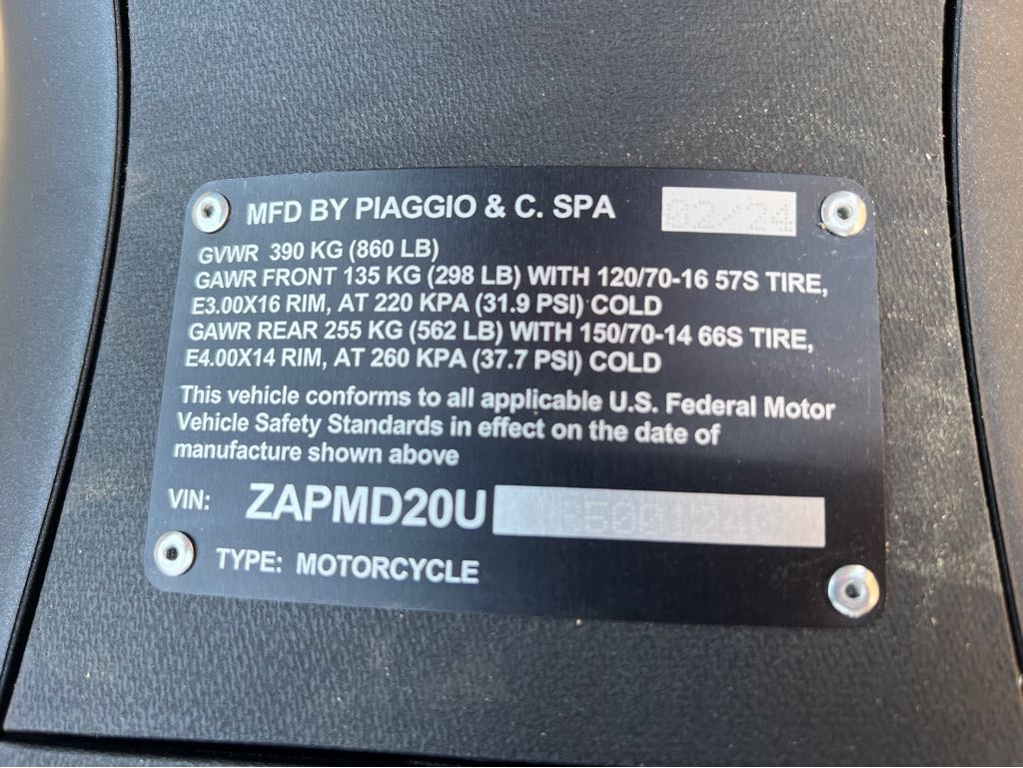 MFD BY PIAGGIO & C. SPA 02/24
GVWR 390 KG (860 LB)
GAWR FRONT 135 KG (298 LB) WITH 120/70-16 57S TIRE,
E3.00X16 RIM, AT 220 KPA (31.9 PSI) COLD
GAWR REAR 255 KG (562 LB) WITH 150/70-14 66S TIRE,
E4.00X14 RIM, AT 260 KPA (37.7 PSI) COLD
This vehicle conforms to all applicable U.S. Federal Motor
Vehicle Safety Standards in effect on the date of
manufacture shown above
VIN: ZAPMD20U
TYPE: MOTORCYCLE